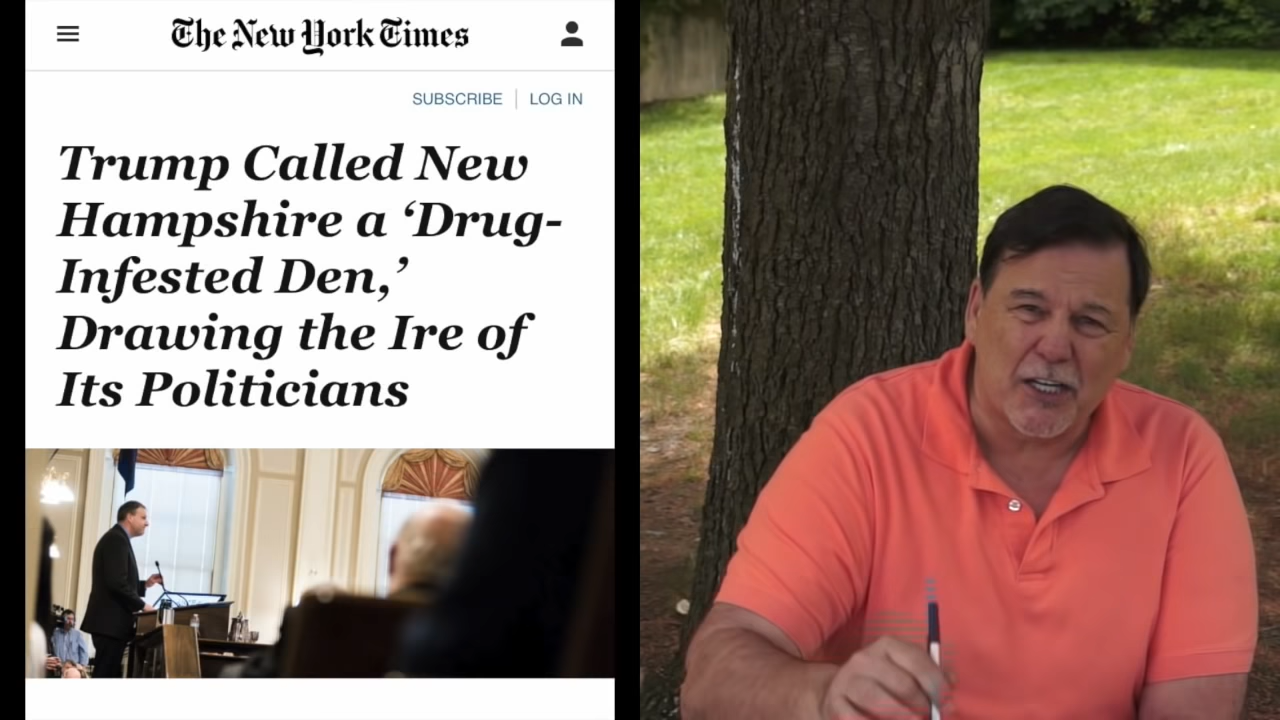 The New York Times
SUBSCRIBE | LOG IN
Trump Called New
Hampshire a ‘Drug-
Infested Den,’
Drawing the Ire of
Its Politicians